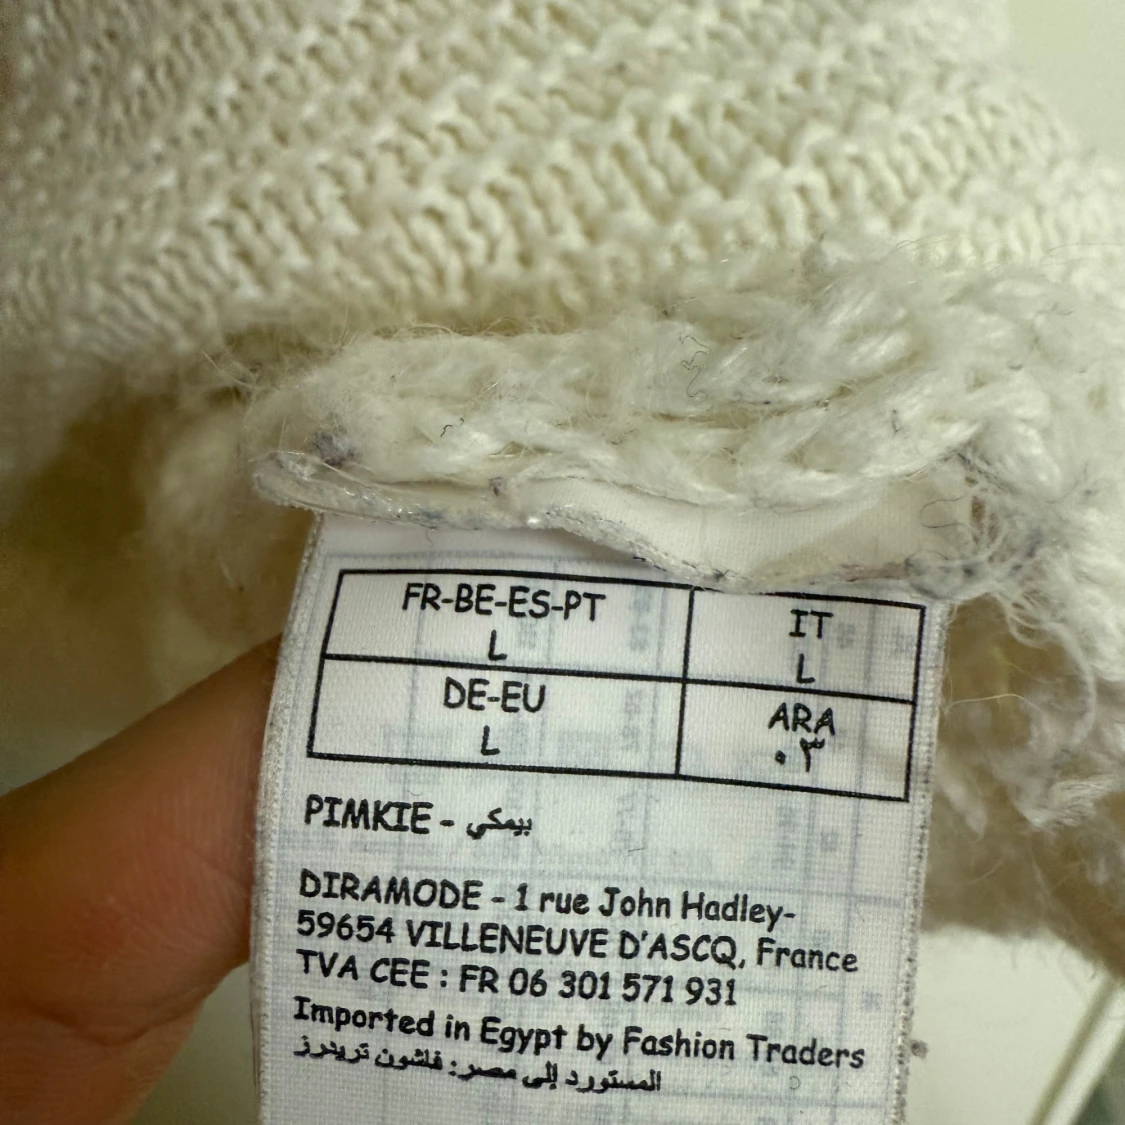 FR-BE-ES-PT
L
IT
L
DE-EU
L
ARA
٠٣
PIMKIE - بيمكي
DIRAMODE - 1 rue John Hadley-
59654 VILLENEUVE D'ASCQ, France
TVA CEE : FR 06 301 571 931
Imported in Egypt by Fashion Traders
المستورد إلى مصر: فاشون تريدرز